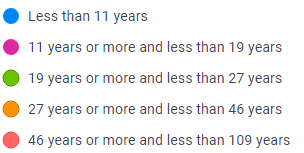 Less than 11 years
11 years or more and less than 19 years
19 years or more and less than 27 years
27 years or more and less than 46 years
46 years or more and less than 109 years